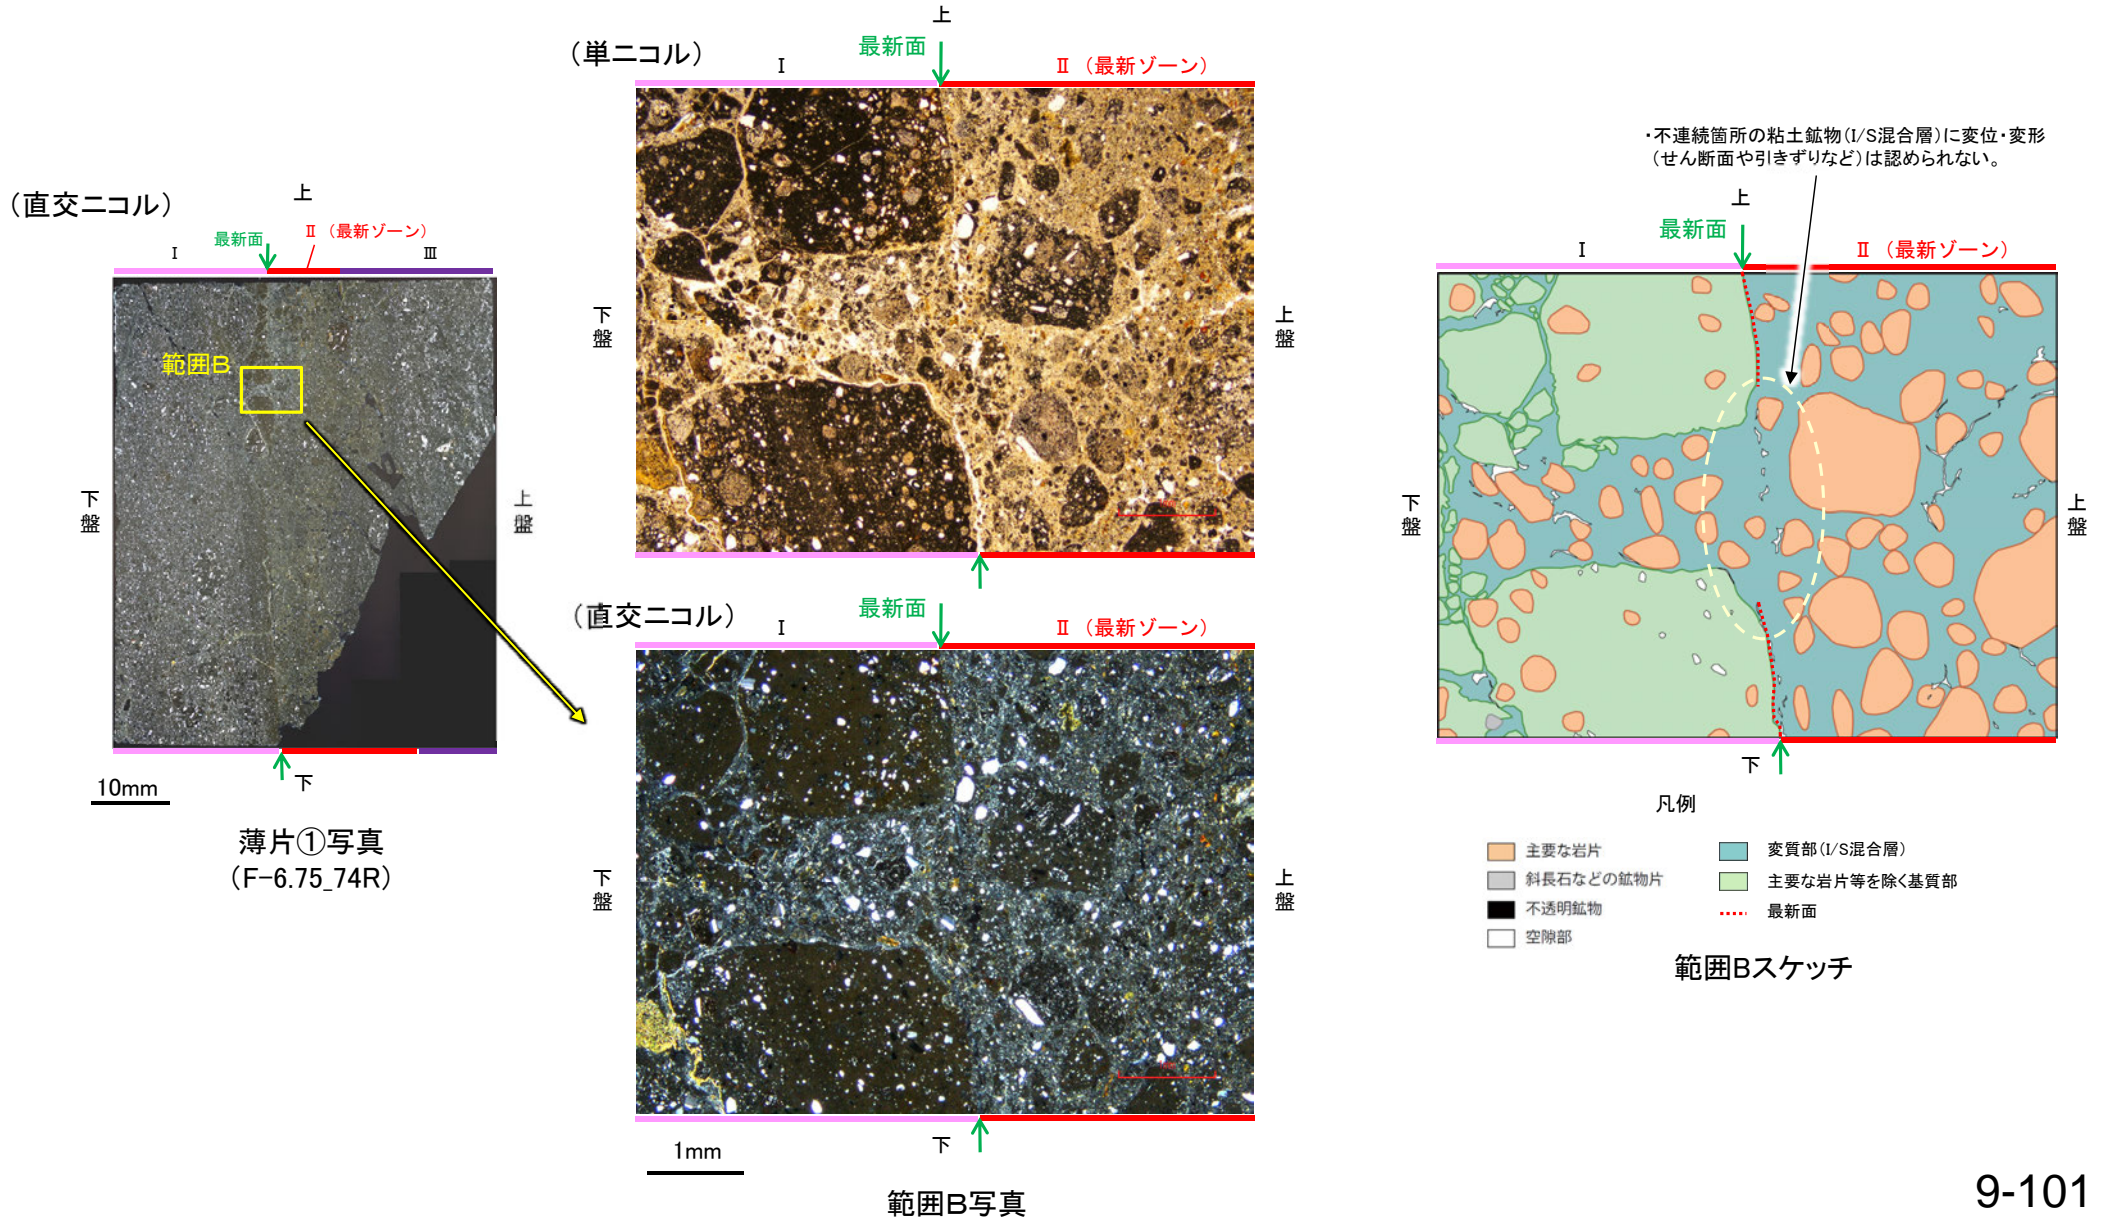 (直交ニコル)
上
最新面
Ⅱ (最新ゾーン)
Ⅰ
Ⅲ
範囲B
下盤
上盤
下
10mm
薄片①写真
(F-6.75_74R)
(単ニコル)
上
最新面
Ⅰ
Ⅱ (最新ゾーン)
下盤
上盤
(直交ニコル)
最新面
Ⅰ
Ⅱ (最新ゾーン)
下盤
上盤
下
1mm
範囲B写真
・不連続箇所の粘土鉱物(I/S混合層)に変位・変形
(せん断面や引きずりなど)は認められない。
上
最新面
Ⅰ
Ⅱ (最新ゾーン)
下盤
上盤
下
凡例
主要な岩片
斜長石などの鉱物片
不透明鉱物
空隙部
変質部(I/S混合層)
主要な岩片等を除く基質部
最新面
範囲Bスケッチ
9-101